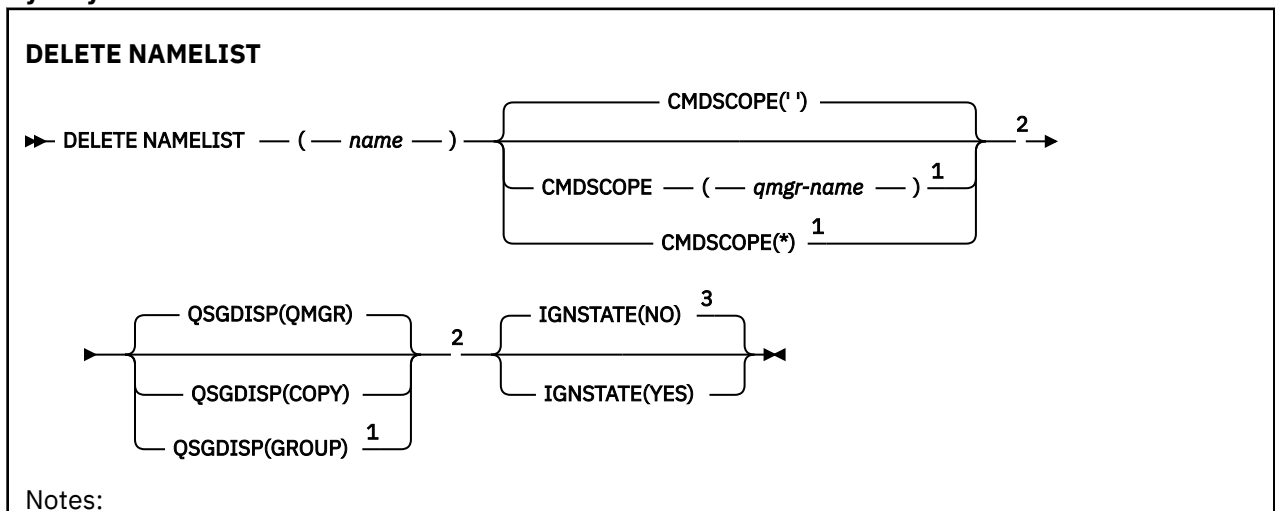 DELETE NAMELIST
CMDSCOPE(' ')
DELETE NAMELIST ( name ) 2
CMDSCOPE ( qmgr-name ) 1
CMDSCOPE(*) 1
QSGDISP(QMGR) IGNSTATE(NO) 3
2
QSGDISP(COPY) IGNSTATE(YES)
QSGDISP(GROUP) 1
Notes: